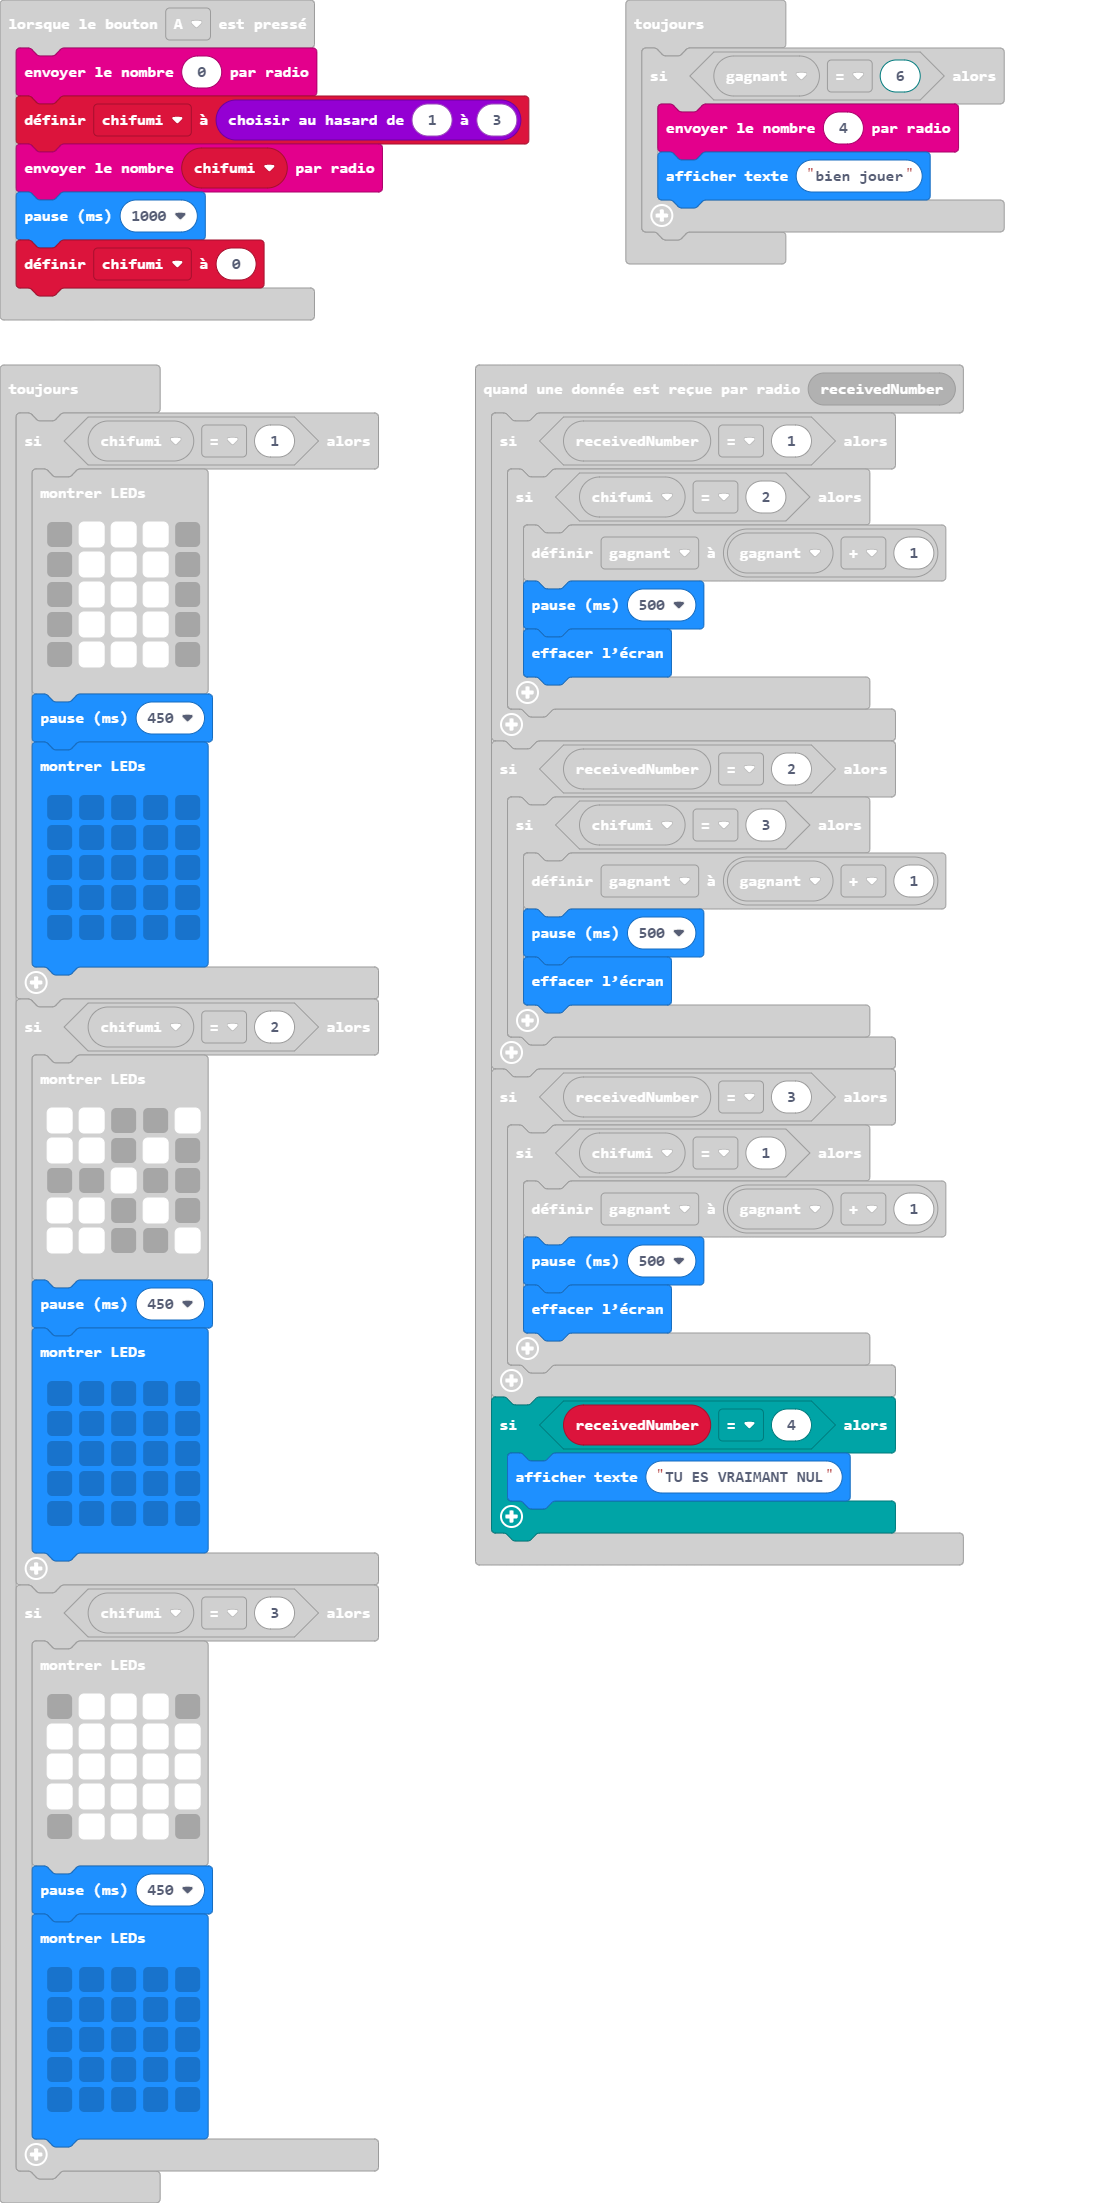 lorsque le bouton A est pressé
envoyer le nombre 0 par radio
définir chifumi à choisir au hasard de 1 à 3
envoyer le nombre chifumi par radio
pause (ms) 1000
définir chifumi à 0
toujours
si gagnant = 6 alors
envoyer le nombre 4 par radio
afficher texte "bien jouer"
toujours
si chifumi = 1 alors
montrer LEDs
pause (ms) 450
montrer LEDs
si chifumi = 2 alors
montrer LEDs
pause (ms) 450
montrer LEDs
si chifumi = 3 alors
montrer LEDs
pause (ms) 450
montrer LEDs
quand une donnée est reçue par radio receivedNumber
si receivedNumber = 1 alors
si chifumi = 2 alors
définir gagnant à gagnant + 1
pause (ms) 500
effacer l’écran
si receivedNumber = 2 alors
si chifumi = 3 alors
définir gagnant à gagnant + 1
pause (ms) 500
effacer l’écran
si receivedNumber = 3 alors
si chifumi = 1 alors
définir gagnant à gagnant + 1
pause (ms) 500
effacer l’écran
si receivedNumber = 4 alors
afficher texte "TU ES VRAIMANT NUL"